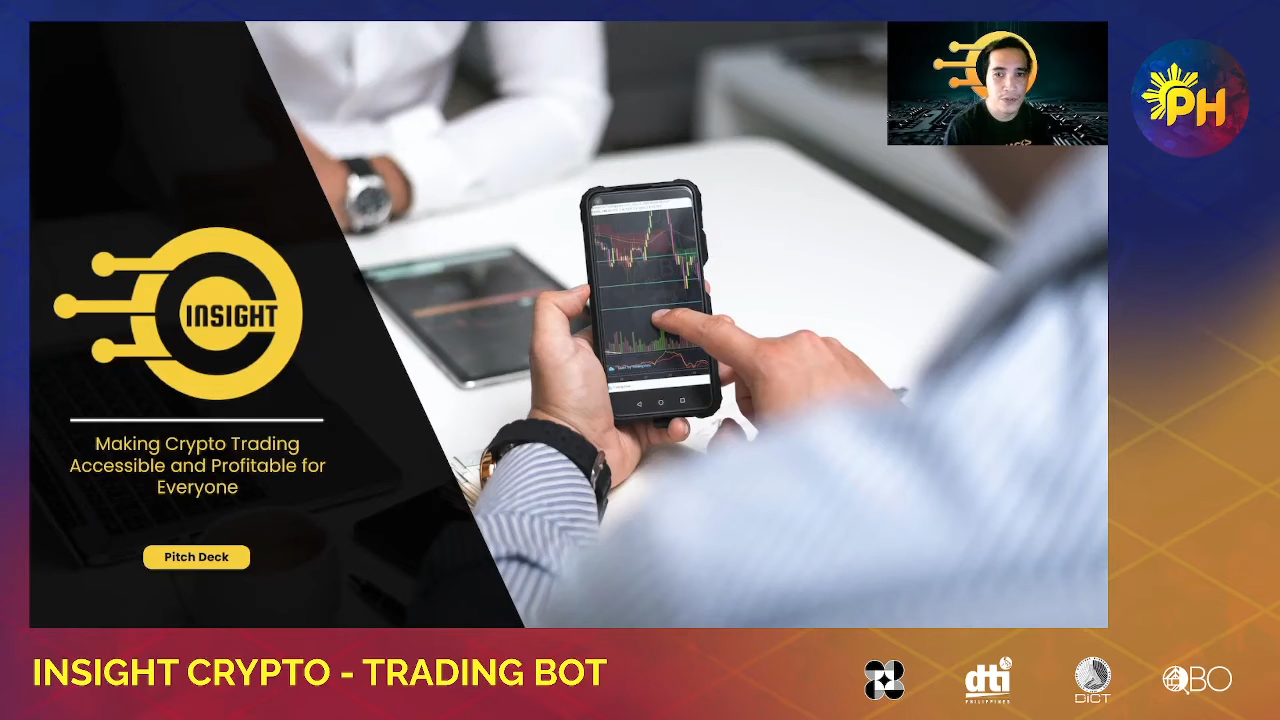 INSIGHT
Making Crypto Trading
Accessible and Profitable for
Everyone
Pitch Deck
PH
INSIGHT CRYPTO - TRADING BOT
dti
PHILIPPINES
DICT
QBO